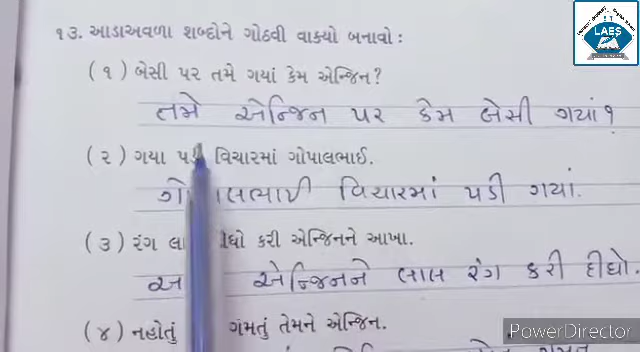 LAES
૧૩. આડાઅવળા શબ્દોને ગોઠવી વાક્યો બનાવો :
(૧) બેસી પર તમે ગયાં કેમ એન્જિન?
તમે એન્જિન પર કેમ બેસી ગયાં?
(૨) ગયા વિચારમાં ગોપાલભાઈ.
વિચારમાં પડી ગયાં.
(૩) રંગ કરી એન્જિનને આખા.
એન્જિનને લાલ રંગ કરી દીધો.
(૪) નહોતું ગમતું તેમને એન્જિન.
PowerDirector